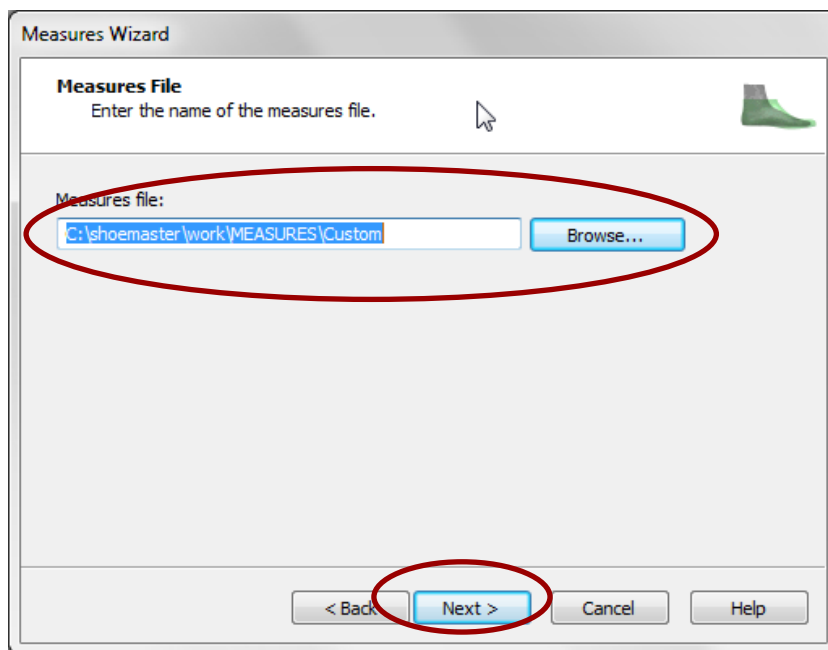 Measures Wizard
Measures File
Enter the name of the measures file.
Measures file:
C:\shoemaster\work\MEASURES\Custom
Browse...
< Back
Next >
Cancel
Help